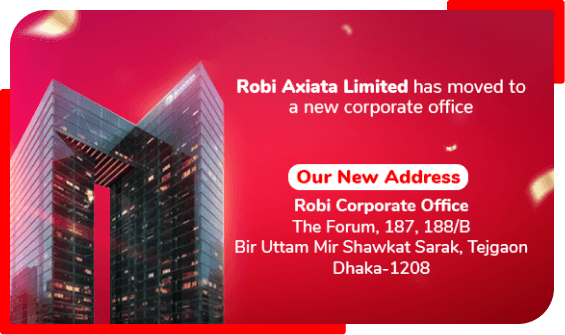 Robi Axiata Limited has moved to
a new corporate office
Our New Address
Robi Corporate Office
The Forum, 187, 188/B
Bir Uttam Mir Shawkat Sarak, Tejgaon
Dhaka-1208